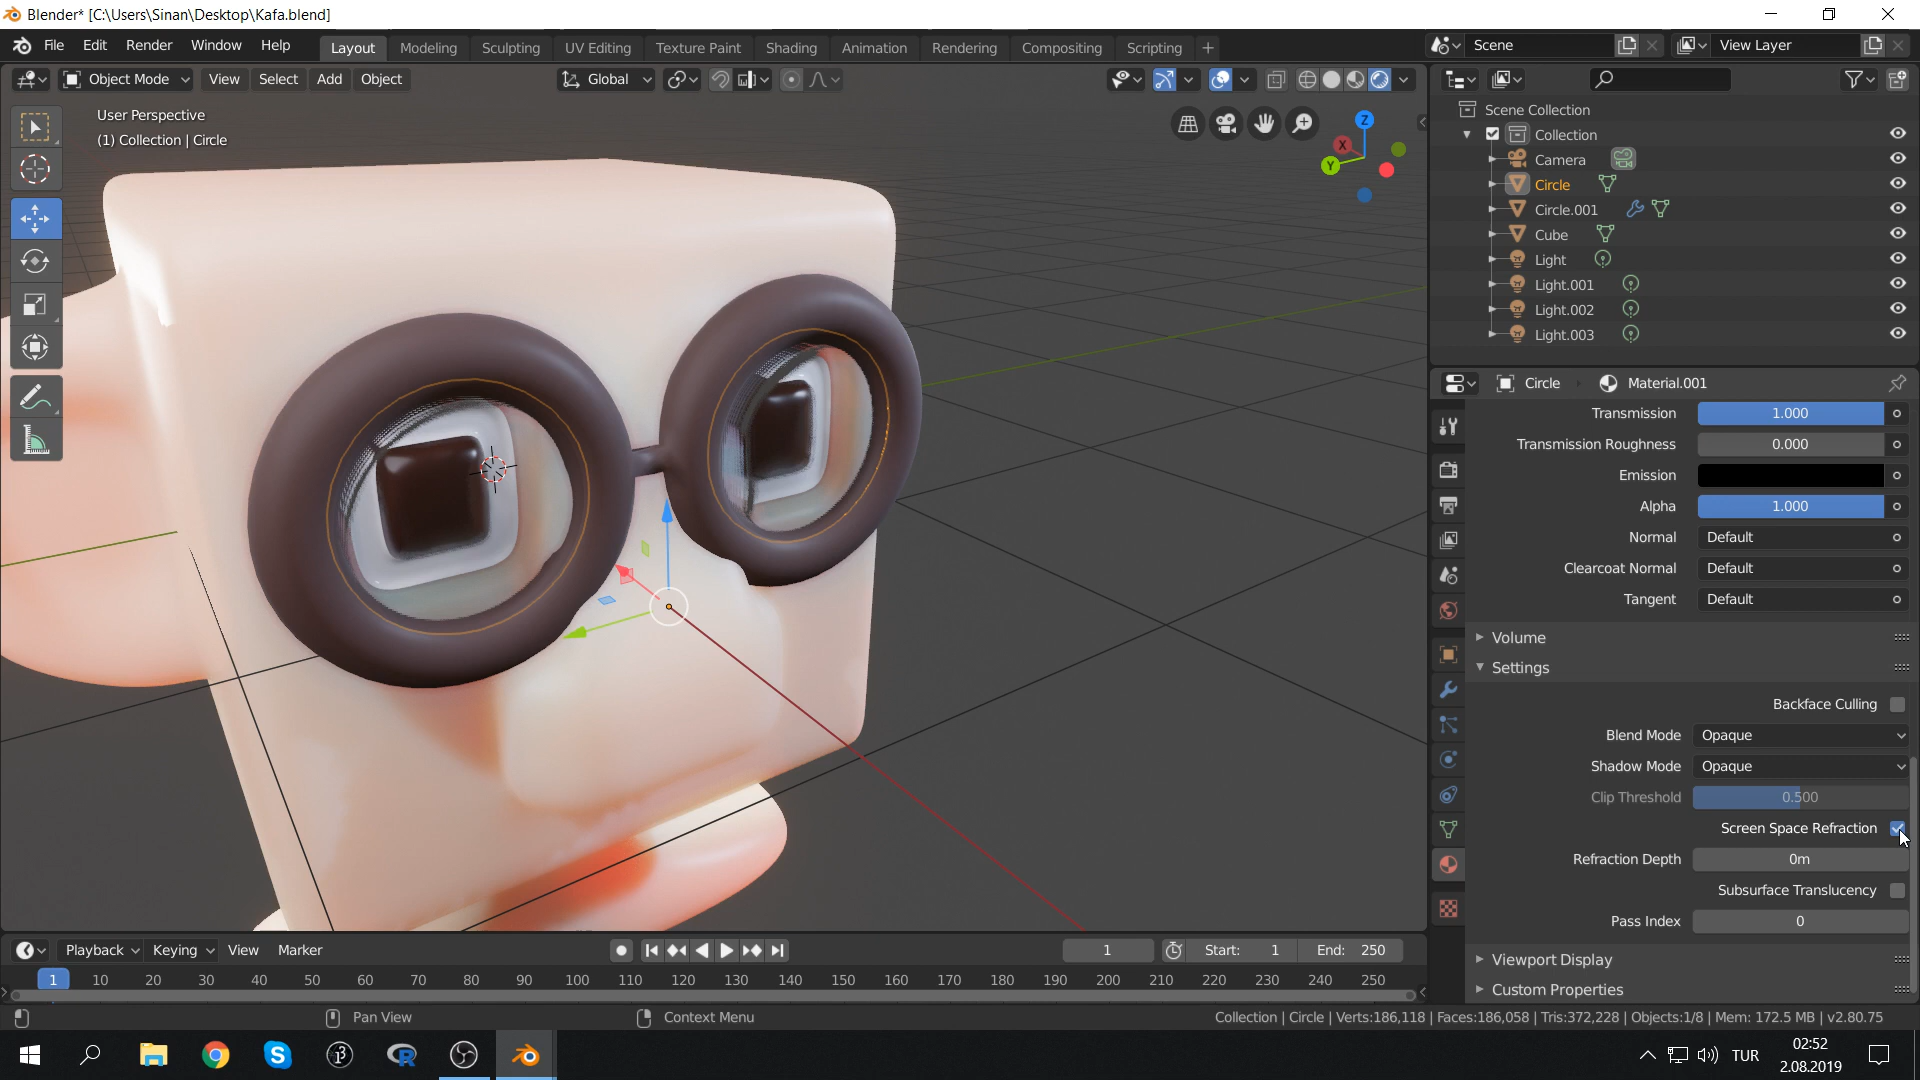 Blender* [C:\Users\Sinan\Desktop\Kafa.blend]
File Edit Render Window Help
Layout Modeling Sculpting UV Editing Texture Paint Shading Animation Rendering Compositing Scripting +
Scene
View Layer
Object Mode View Select Add Object
Global
User Perspective
(1) Collection | Circle
Z
X
Y
Scene Collection
Collection
Camera
Circle
Circle.001
Cube
Light
Light.001
Light.002
Light.003
Circle Material.001
Transmission 1.000
Transmission Roughness 0.000
Emission
Alpha 1.000
Normal Default
Clearcoat Normal Default
Tangent Default
Volume
Settings
Backface Culling
Blend Mode Opaque
Shadow Mode Opaque
Clip Threshold 0.500
Screen Space Refraction
Refraction Depth 0m
Subsurface Translucency
Pass Index 0
Viewport Display
Custom Properties
Playback Keying View Marker
1 Start: 1 End: 250
1 10 20 30 40 50 60 70 80 90 100 110 120 130 140 150 160 170 180 190 200 210 220 230 240 250
Pan View
Context Menu
Collection | Circle | Verts:186,118 | Faces:186,058 | Tris:372,228 | Objects:1/8 | Mem: 172.5 MB | v2.80.75
TUR
02:52
2.08.2019